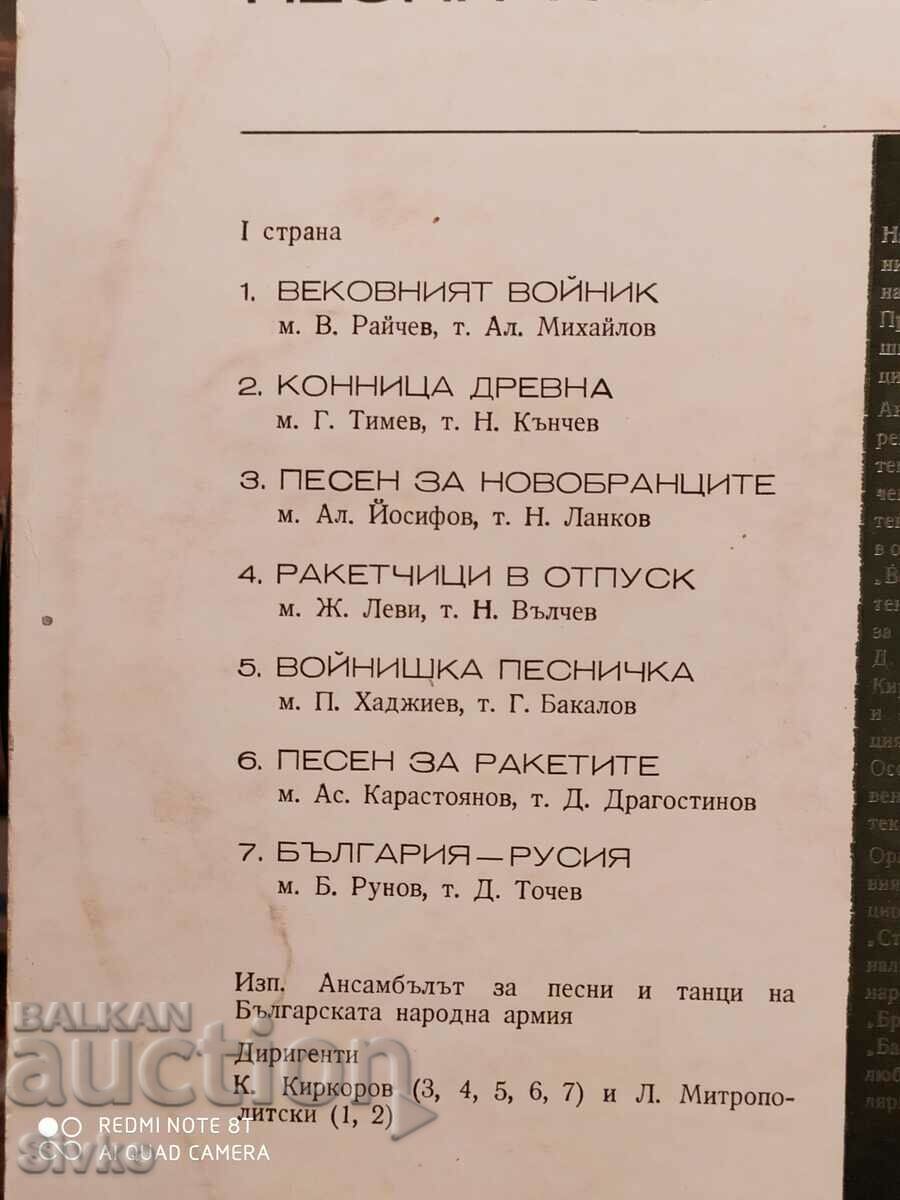 I страна
1. ВЕКОВНИЯТ ВОЙНИК
м. В. Райчев, т. Ал. Михайлов
2. КОННИЦА ДРЕВНА
м. Г. Тимев, т. Н. Кънчев
3. ПЕСЕН ЗА НОВОБРАНЦИТЕ
м. Ал. Йосифов, т. Н. Ланков
4. РАКЕТЧИЦИ В ОТПУСК
м. Ж. Леви, т. Н. Вълчев
5. ВОЙНИШКА ПЕСНИЧКА
м. П. Хаджиев, т. Г. Бакалов
6. ПЕСЕН ЗА РАКЕТИТЕ
м. Ас. Карастоянов, т. Д. Драгостинов
7. БЪЛГАРИЯ—РУСИЯ
м. Б. Рунов, т. Д. Точев
Изп. Ансамбълът за песни и танци на
Българската народна армия
Диригенти
К. Киркоров (3, 4, 5, 6, 7) и Л. Митропо-
литски (1, 2)
BALKAN
auction
REDMI NOTE 8T
AI QUAD CAMERA
Sivko